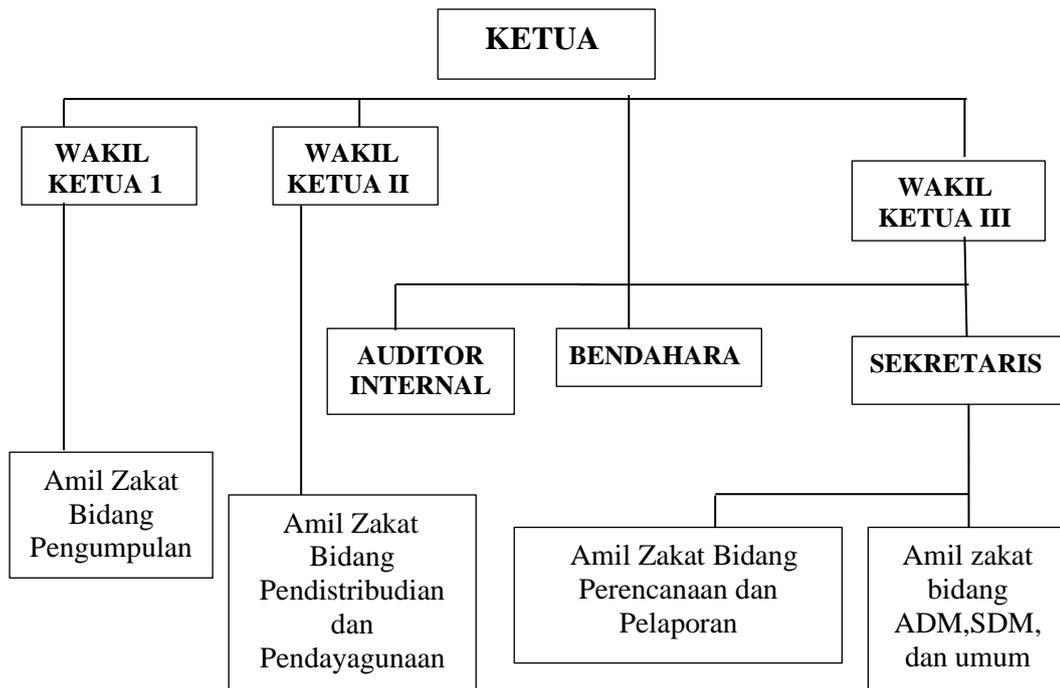 KETUA
WAKIL
KETUA 1
WAKIL
KETUA II
WAKIL
KETUA III
AUDITOR
INTERNAL
BENDAHARA
SEKRETARIS
Amil Zakat
Bidang
Pengumpulan
Amil Zakat
Bidang
Pendistribudian
dan
Pendayagunaan
Amil Zakat Bidang
Perencanaan dan
Pelaporan
Amil zakat
bidang
ADM,SDM,
dan umum